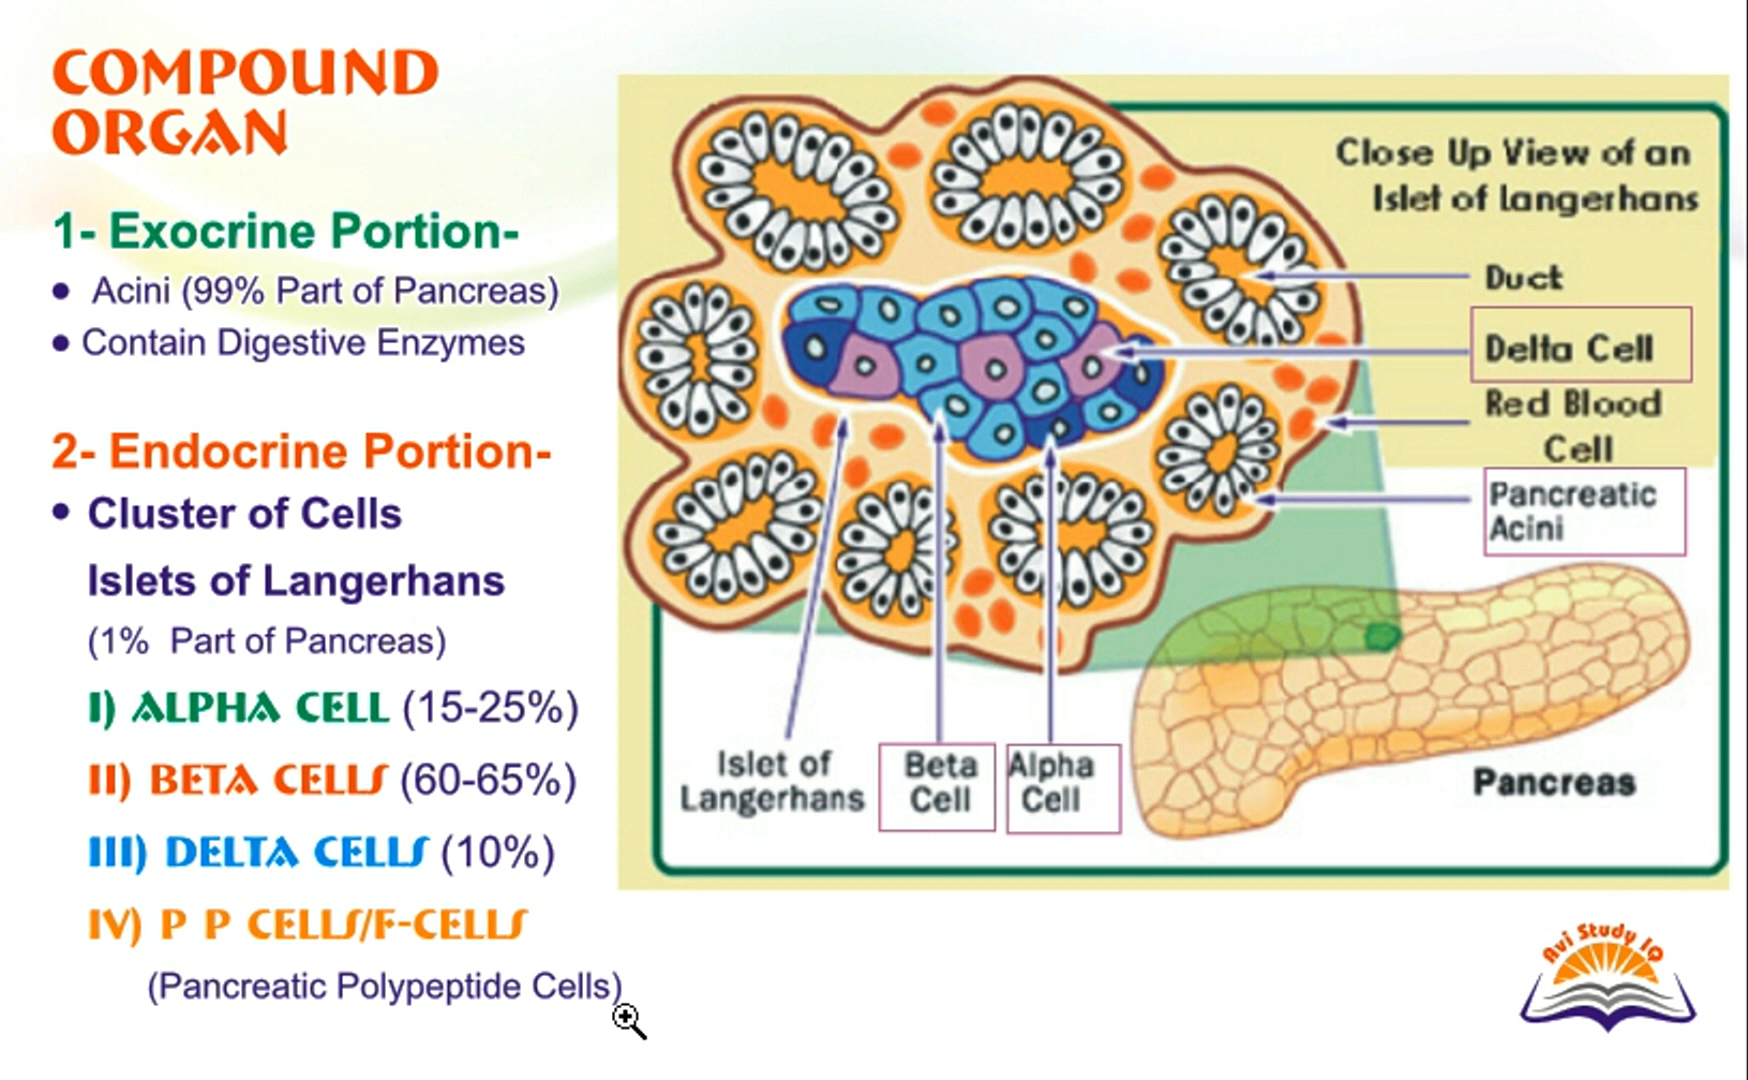 COMPOUND
ORGAN
1- Exocrine Portion-
• Acini (99% Part of Pancreas)
• Contain Digestive Enzymes
2- Endocrine Portion-
• Cluster of Cells
Islets of Langerhans
(1% Part of Pancreas)
I) ALPHA CELL (15-25%)
II) BETA CELLS (60-65%)
III) DELTA CELLS (10%)
IV) P P CELLS/F-CELLS
(Pancreatic Polypeptide Cells)
Close Up View of an
Islet of Langerhans
Duct
Delta Cell
Red Blood
Cell
Pancreatic
Acini
Islet of
Langerhans
Beta
Cell
Alpha
Cell
Pancreas
Avi Study IQ